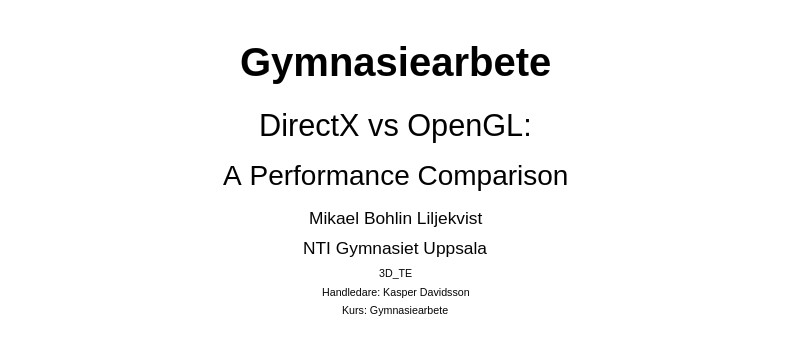 Gymnasiearbete
DirectX vs OpenGL:
A Performance Comparison
Mikael Bohlin Liljekvist
NTI Gymnasiet Uppsala
3D_TE
Handledare: Kasper Davidsson
Kurs: Gymnasiearbete